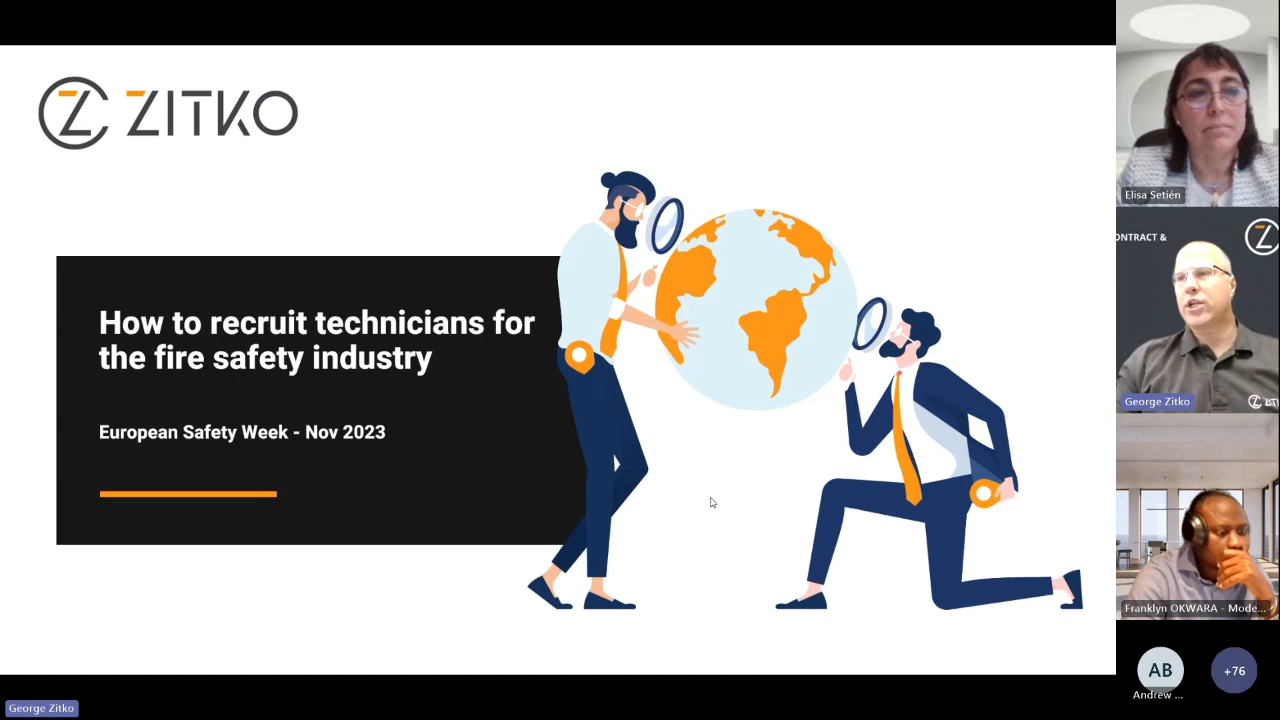 ZITKO
How to recruit technicians for
the fire safety industry
European Safety Week - Nov 2023
Elisa Setién
ONTRACT &
George Zitko
Franklyn OKWARA - Mode...
AB
+76
Andrew ...
George Zitko